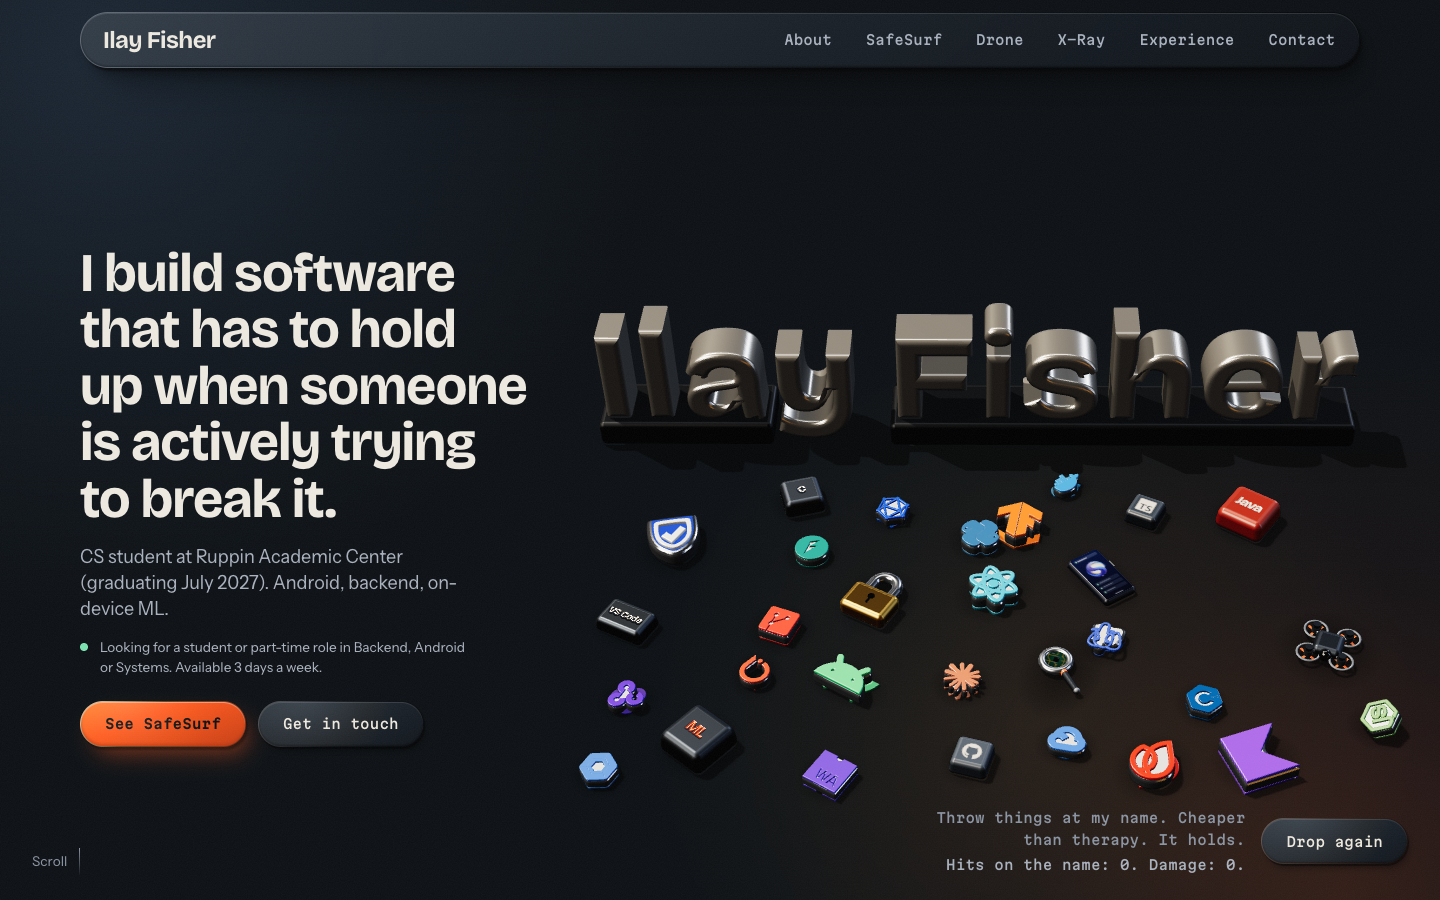 Ilay Fisher
About
SafeSurf
Drone
X-Ray
Experience
Contact
I build software
that has to hold
up when someone
is actively trying
to break it.
CS student at Ruppin Academic Center
(graduating July 2027). Android, backend, on-
device ML.
Looking for a student or part-time role in Backend, Android
or Systems. Available 3 days a week.
See SafeSurf
Get in touch
Ilay Fisher
TS
Java
VS Code
ML
WA
C
Throw things at my name. Cheaper
than therapy. It holds.
Hits on the name: 0. Damage: 0.
Drop again
Scroll